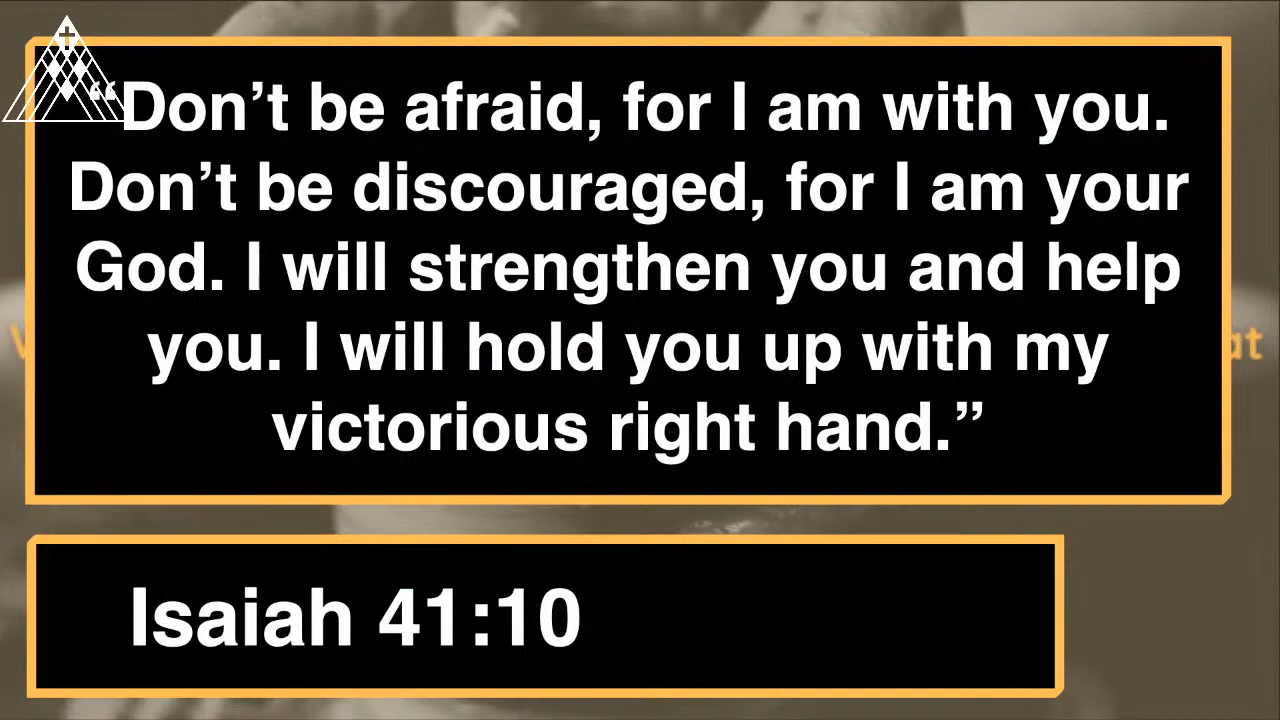 “Don’t be afraid, for I am with you.
Don’t be discouraged, for I am your
God. I will strengthen you and help
you. I will hold you up with my
victorious right hand.”
at
Isaiah 41:10